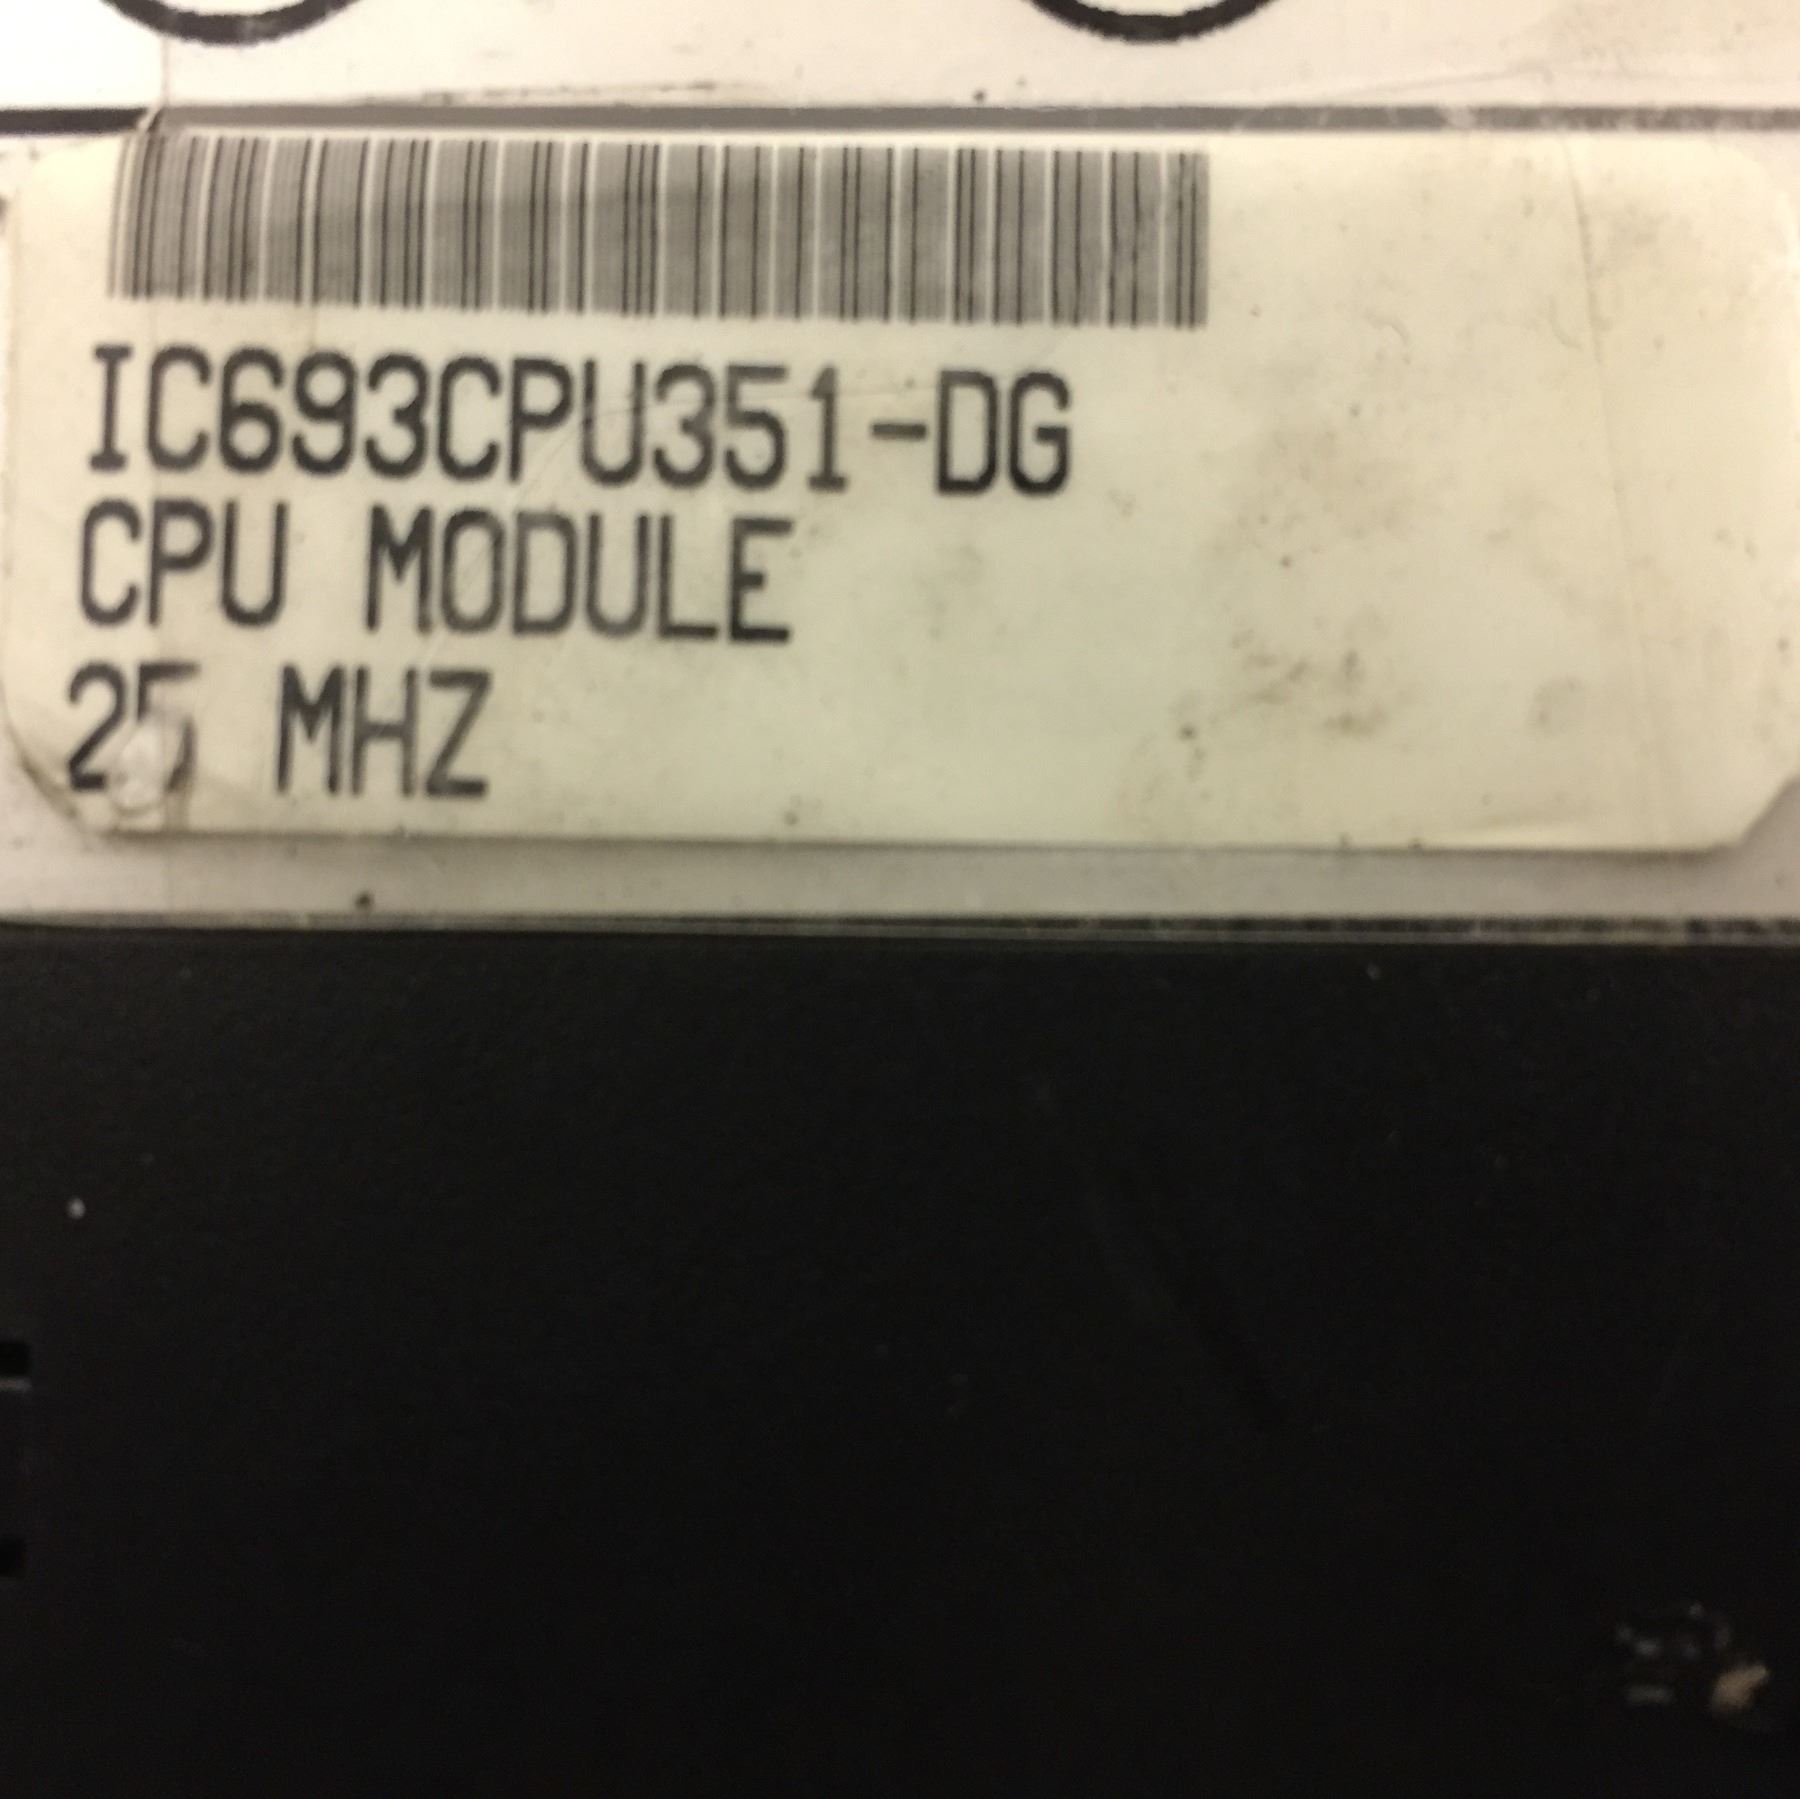 IC693CPU351-DG
CPU MODULE
25 MHZ